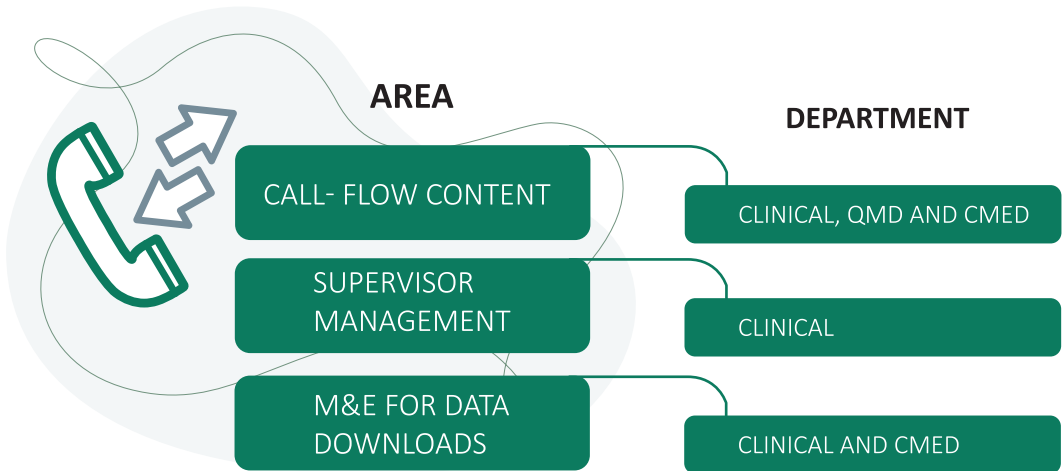 AREA
DEPARTMENT
CALL- FLOW CONTENT
CLINICAL, QMD AND CMED
SUPERVISOR
MANAGEMENT
CLINICAL
M&E FOR DATA
DOWNLOADS
CLINICAL AND CMED